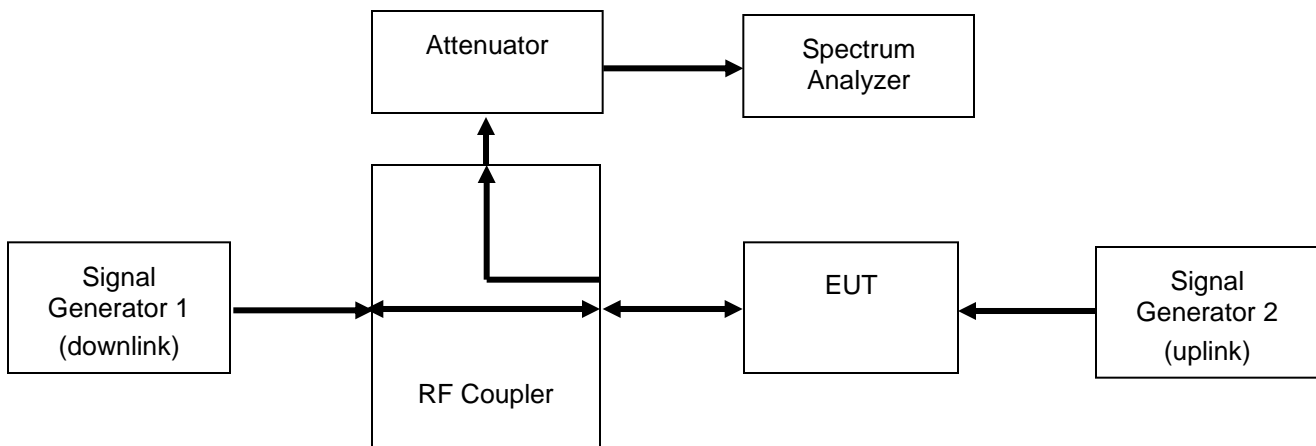 Attenuator
Spectrum
Analyzer
Signal
Generator 1
(downlink)
RF Coupler
EUT
Signal
Generator 2
(uplink)